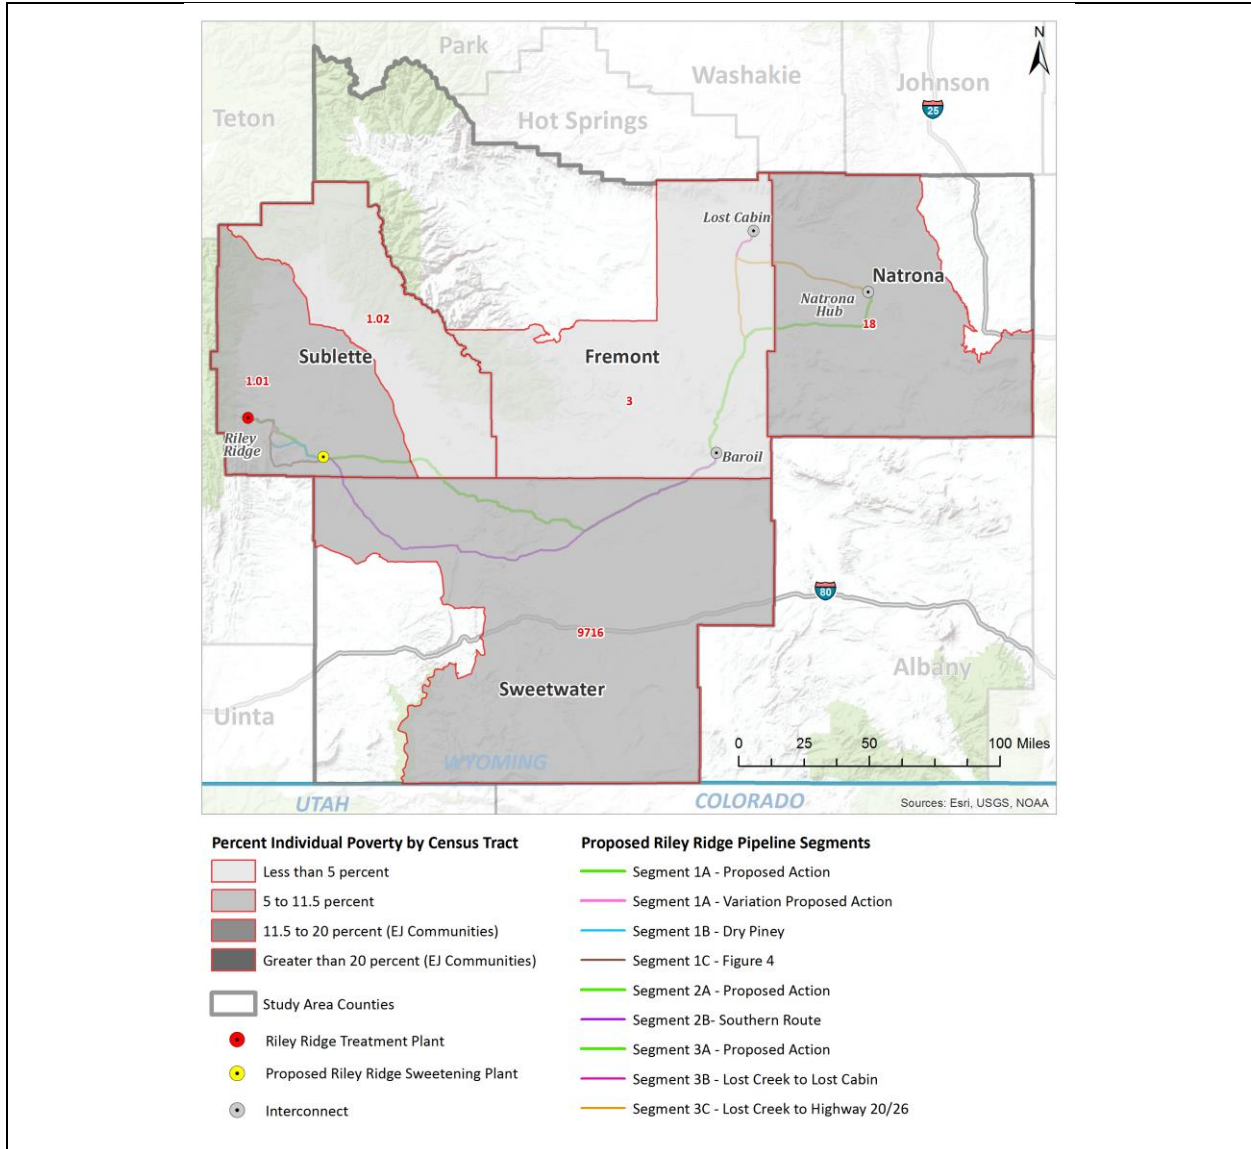 Park
N
Washakie
Johnson
25
Teton
Hot Springs
Lost Cabin
Natrona
Natrona
Hub
1.02
18
Sublette
Fremont
1.01
3
Riley
Ridge
Baroil
80
9716
Albany
Sweetwater
Uinta
0 25 50 100 Miles
WYOMING
UTAH
COLORADO
Sources: Esri, USGS, NOAA
Percent Individual Poverty by Census Tract
Less than 5 percent
5 to 11.5 percent
11.5 to 20 percent (EJ Communities)
Greater than 20 percent (EJ Communities)
Study Area Counties
Riley Ridge Treatment Plant
Proposed Riley Ridge Sweetening Plant
Interconnect
Proposed Riley Ridge Pipeline Segments
Segment 1A - Proposed Action
Segment 1A - Variation Proposed Action
Segment 1B - Dry Piney
Segment 1C - Figure 4
Segment 2A - Proposed Action
Segment 2B- Southern Route
Segment 3A - Proposed Action
Segment 3B - Lost Creek to Lost Cabin
Segment 3C - Lost Creek to Highway 20/26